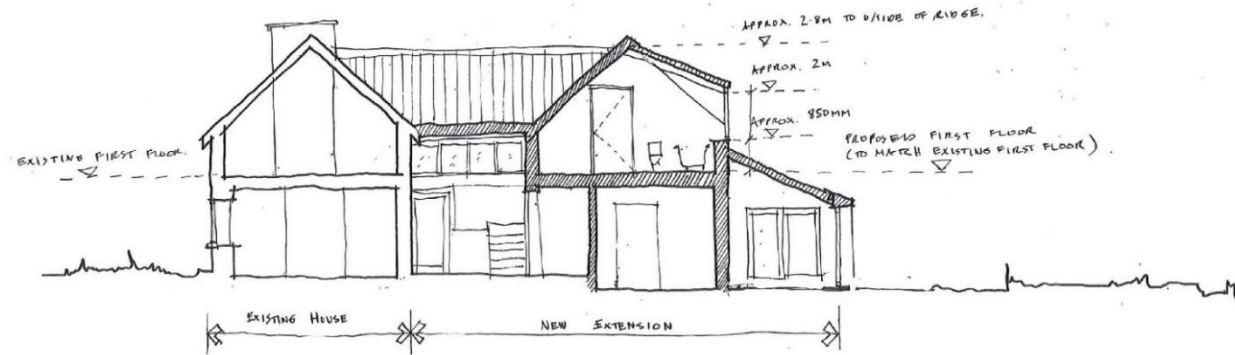 APPROX. 2.8M TO U/SIDE OF RIDGE.
APPROX. 2M
APPROX. 850MM
EXISTING FIRST FLOOR.
PROPOSED FIRST FLOOR
(TO MATCH EXISTING FIRST FLOOR)
EXISTING HOUSE
NEW EXTENSION